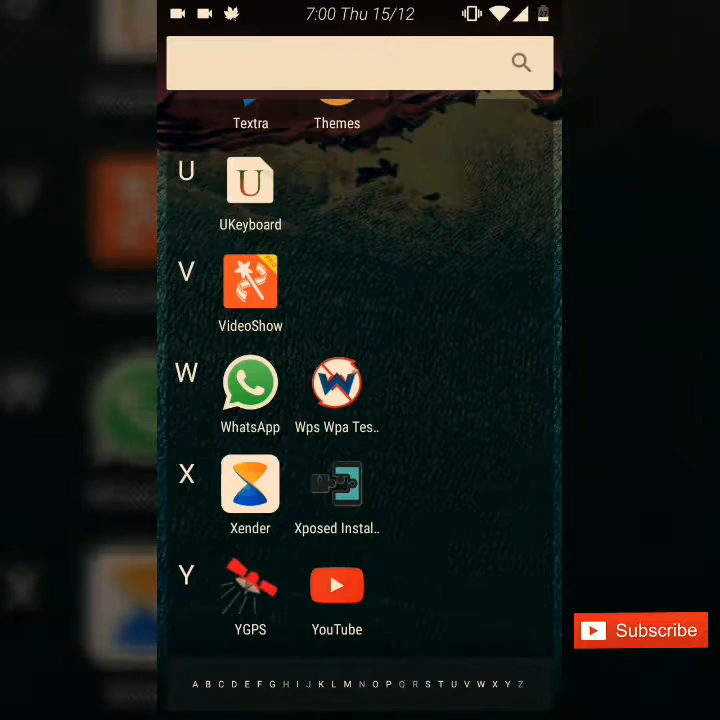 7:00 Thu 15/12
Textra Themes
U
UKeyboard
V
PRO
VideoShow
W
WhatsApp Wps Wpa Tes..
X
Xender Xposed Instal..
Y
YGPS YouTube
Subscribe
A B C D E F G H I J K L M N O P Q R S T U V W X Y Z